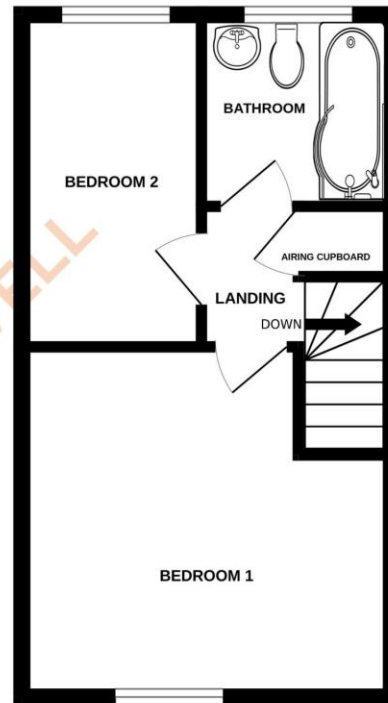 BATHROOM
BEDROOM 2
AIRING CUPBOARD
LANDING
DOWN
BEDROOM 1